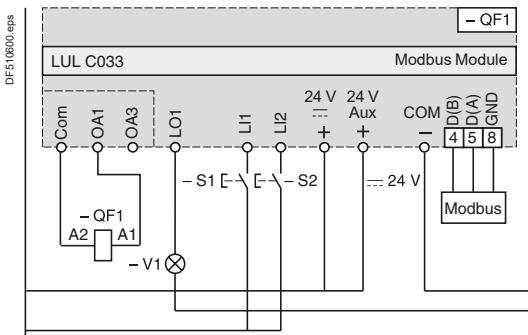 DF510600.eps
– QF1
LUL C033 Modbus Module
Com OA1 OA3 LO1 LI1 LI2 24 V + 24 V Aux + COM – D(B) D(A) GND
4 5 8
– S1 – S2 24 V
Modbus
– QF1
A2 A1
– V1